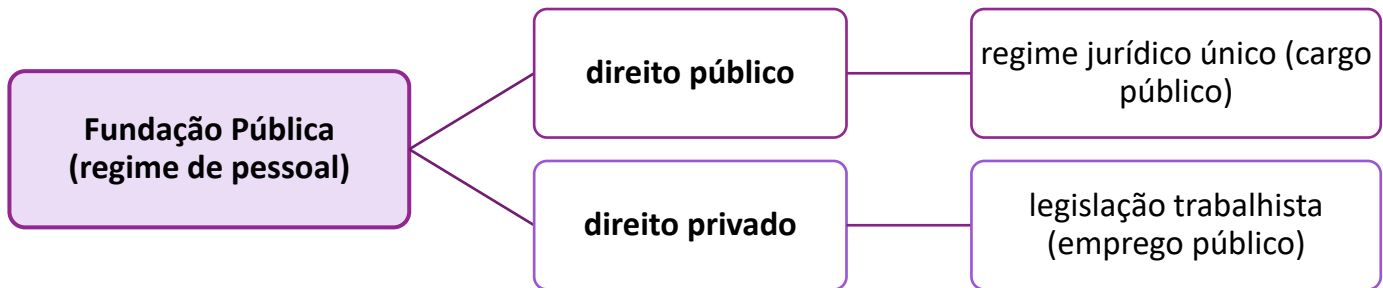 Fundação Pública
(regime de pessoal)
direito público
regime jurídico único (cargo
público)
direito privado
legislação trabalhista
(emprego público)